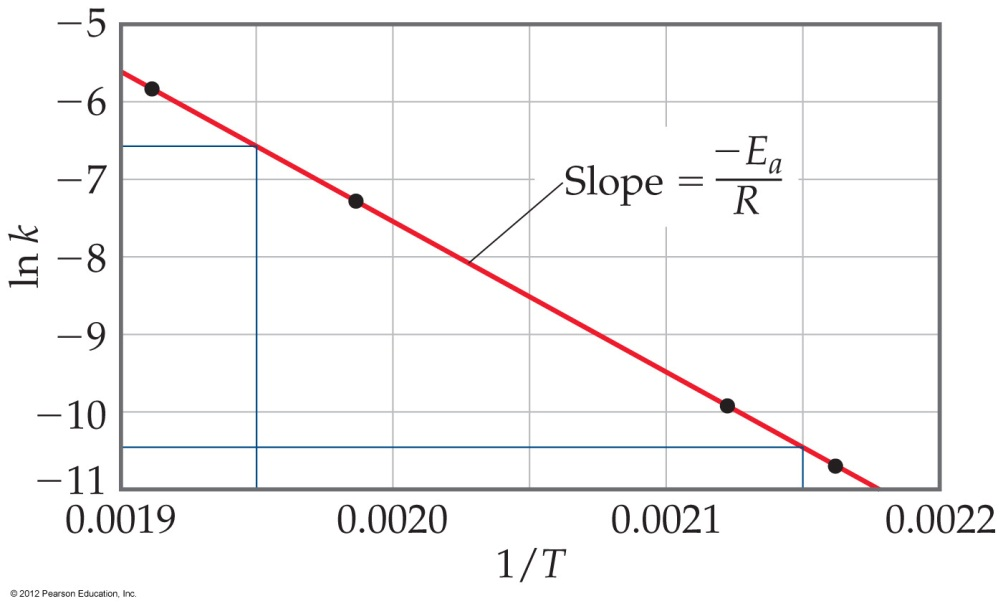 −5
−6
−7
−8
−9
−10
−11
ln k
Slope = −Ea/R
0.0019 0.0020 0.0021 0.0022
1/T
© 2012 Pearson Education, Inc.